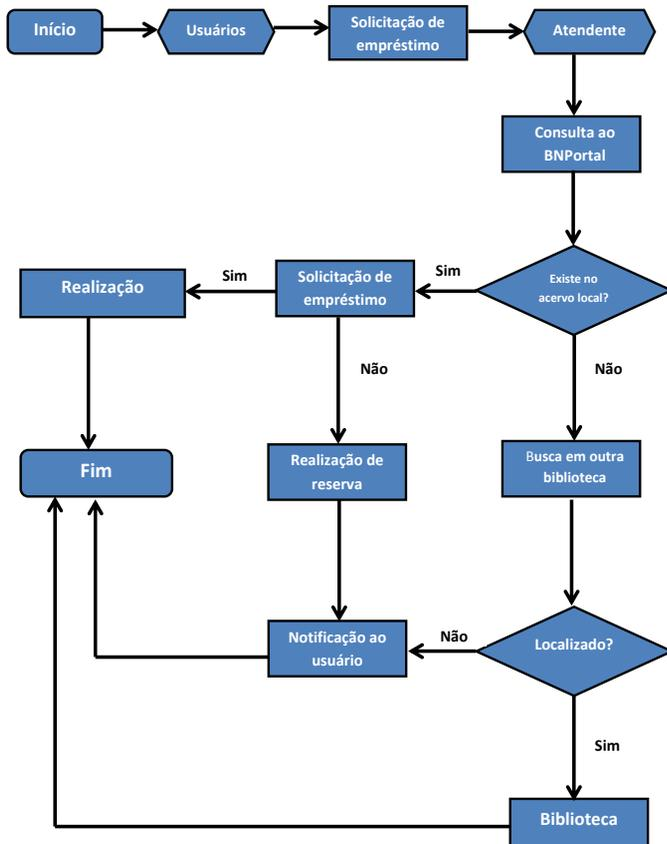 Início
Usuários
Solicitação de
empréstimo
Atendente
Consulta ao
BNPortal
Existe no
acervo local?
Sim
Solicitação de
empréstimo
Sim
Realização
Não
Não
Fim
Realização de
reserva
Busca em outra
biblioteca
Notificação ao
usuário
Não
Localizado?
Sim
Biblioteca